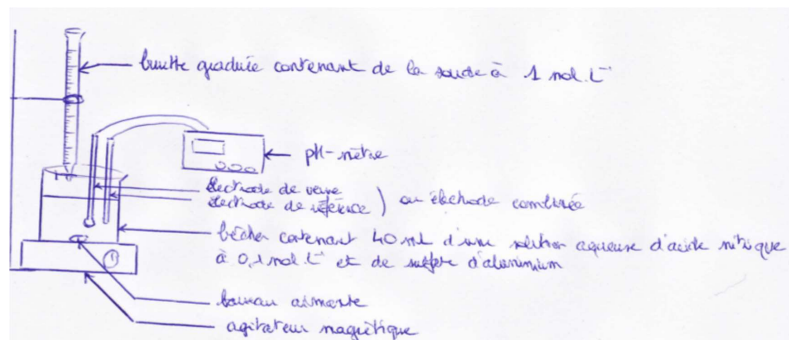 burette graduée contenant de la soude à 1 mol.L⁻
pH-mètre
électrode de verre
électrode de référence ) ou électrode combinée
bécher contenant 40 ml d'une solution aqueuse d'acide nitrique
à 0,1 mol.L⁻¹ et de sulfate d'aluminium
barreau aimanté
agitateur magnétique